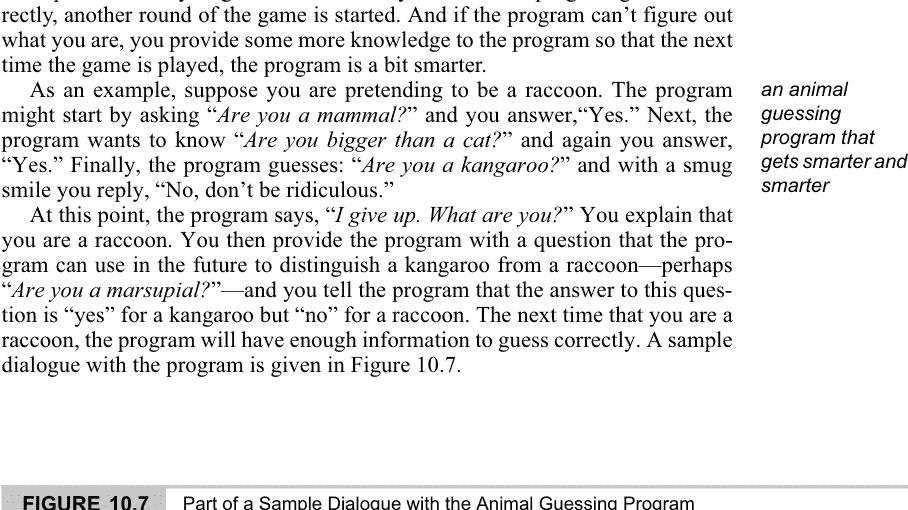 rectly, another round of the game is started. And if the program can’t figure out
what you are, you provide some more knowledge to the program so that the next
time the game is played, the program is a bit smarter.
As an example, suppose you are pretending to be a raccoon. The program
might start by asking “Are you a mammal?” and you answer,“Yes.” Next, the
program wants to know “Are you bigger than a cat?” and again you answer,
“Yes.” Finally, the program guesses: “Are you a kangaroo?” and with a smug
smile you reply, “No, don’t be ridiculous.”
At this point, the program says, “I give up. What are you?” You explain that
you are a raccoon. You then provide the program with a question that the pro-
gram can use in the future to distinguish a kangaroo from a raccoon—perhaps
“Are you a marsupial?”—and you tell the program that the answer to this ques-
tion is “yes” for a kangaroo but “no” for a raccoon. The next time that you are a
raccoon, the program will have enough information to guess correctly. A sample
dialogue with the program is given in Figure 10.7.
an animal
guessing
program that
gets smarter and
smarter
FIGURE 10.7 Part of a Sample Dialogue with the Animal Guessing Program